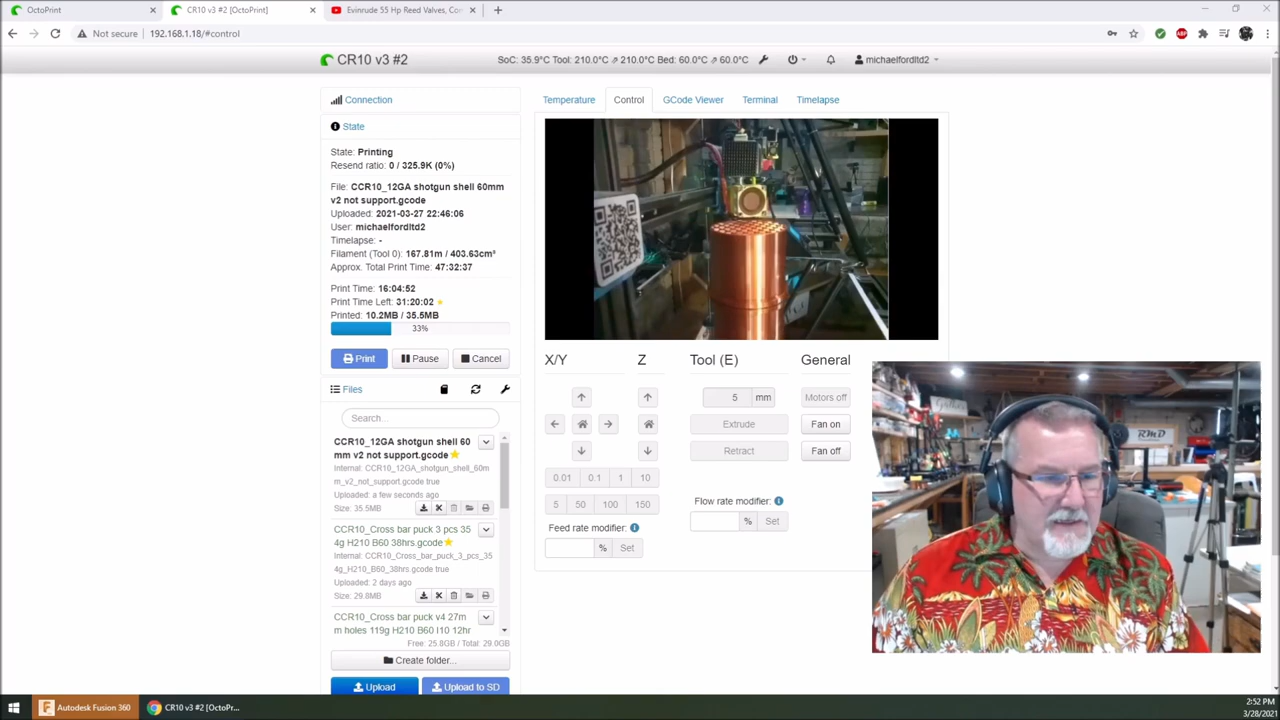 OctoPrint
CR10 v3 #2 [OctoPrint]
Evinrude 55 Hp Reed Valves, Co
Not secure
192.168.1.18/#control
CR10 v3 #2
SoC: 35.9°C Tool: 210.0°C ⇗ 210.0°C Bed: 60.0°C ⇗ 60.0°C
michaelfordltd2
Connection
State
State: Printing
Resend ratio: 0 / 325.9K (0%)
File: CCR10_12GA shotgun shell 60mm
v2 not support.gcode
Uploaded: 2021-03-27 22:46:06
User: michaelfordltd2
Timelapse: -
Filament (Tool 0): 167.81m / 403.63cm³
Approx. Total Print Time: 47:32:37
Print Time: 16:04:52
Print Time Left: 31:20:02
Printed: 10.2MB / 35.5MB
33%
Print
Pause
Cancel
Files
Search...
CCR10_12GA shotgun shell 60
mm v2 not support.gcode
Internal: CCR10_12GA_shotgun_shell_60m
m_v2_not_support.gcode true
Uploaded: a few seconds ago
Size: 35.5MB
CCR10_Cross bar puck 3 pcs 35
4g H210 B60 38hrs.gcode
Internal: CCR10_Cross_bar_puck_3_pcs_35
4g_H210_B60_38hrs.gcode true
Uploaded: 2 days ago
Size: 29.8MB
CCR10_Cross bar puck v4 27m
m holes 119g H210 B60 I10 12hr
Free: 25.8GB / Total: 29.0GB
Create folder...
Upload
Upload to SD
Temperature
Control
GCode Viewer
Terminal
Timelapse
X/Y
Z
Tool (E)
General
5 mm
Motors off
Extrude
Fan on
Retract
Fan off
0.01 0.1 1 10
5 50 100 150
Flow rate modifier:
% Set
Feed rate modifier:
% Set
RMD
Autodesk Fusion 360
CR10 v3 #2 [OctoPr...
2:52 PM
3/28/2021